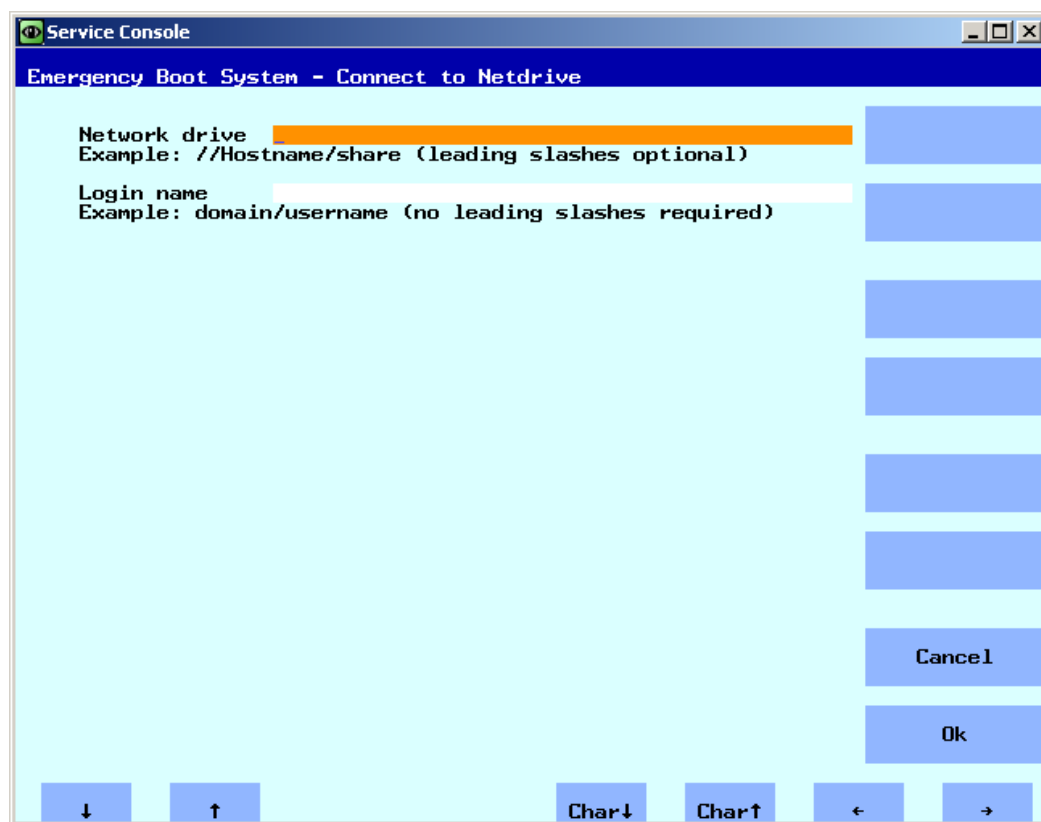 Service Console
Emergency Boot System - Connect to Netdrive
Network drive _
Example: //Hostname/share (leading slashes optional)
Login name
Example: domain/username (no leading slashes required)
Cancel
Ok
↓ ↑ Char↓ Char↑ ← →